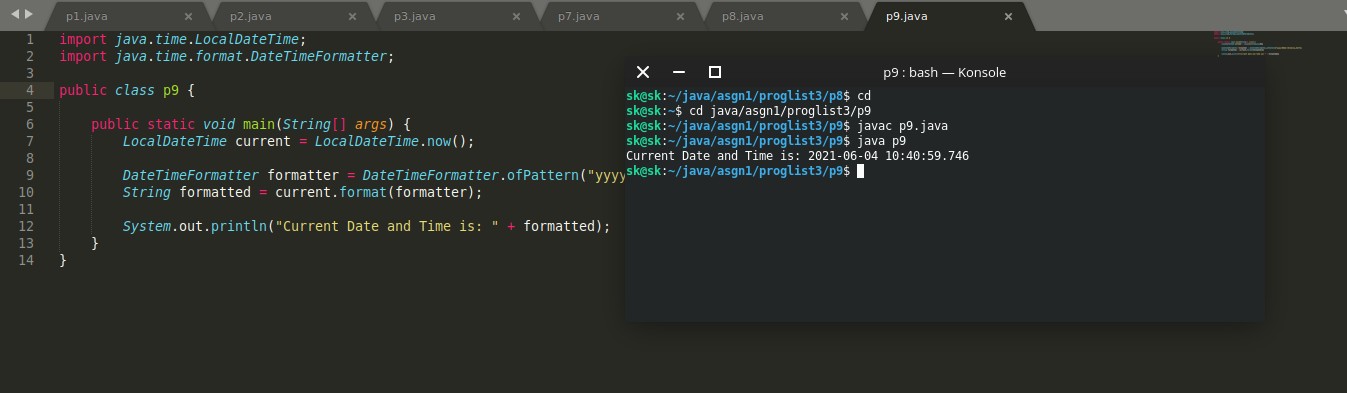 p1.java
p2.java
p3.java
p7.java
p8.java
p9.java
1 import java.time.LocalDateTime;
2 import java.time.format.DateTimeFormatter;
3
4 public class p9 {
5
6 public static void main(String[] args) {
7 LocalDateTime current = LocalDateTime.now();
8
9 DateTimeFormatter formatter = DateTimeFormatter.ofPattern("yyyy
10 String formatted = current.format(formatter);
11
12 System.out.println("Current Date and Time is: " + formatted);
13 }
14 }
p9 : bash — Konsole
sk@sk:~/java/asgn1/proglist3/p8$ cd
sk@sk:~$ cd java/asgn1/proglist3/p9
sk@sk:~/java/asgn1/proglist3/p9$ javac p9.java
sk@sk:~/java/asgn1/proglist3/p9$ java p9
Current Date and Time is: 2021-06-04 10:40:59.746
sk@sk:~/java/asgn1/proglist3/p9$